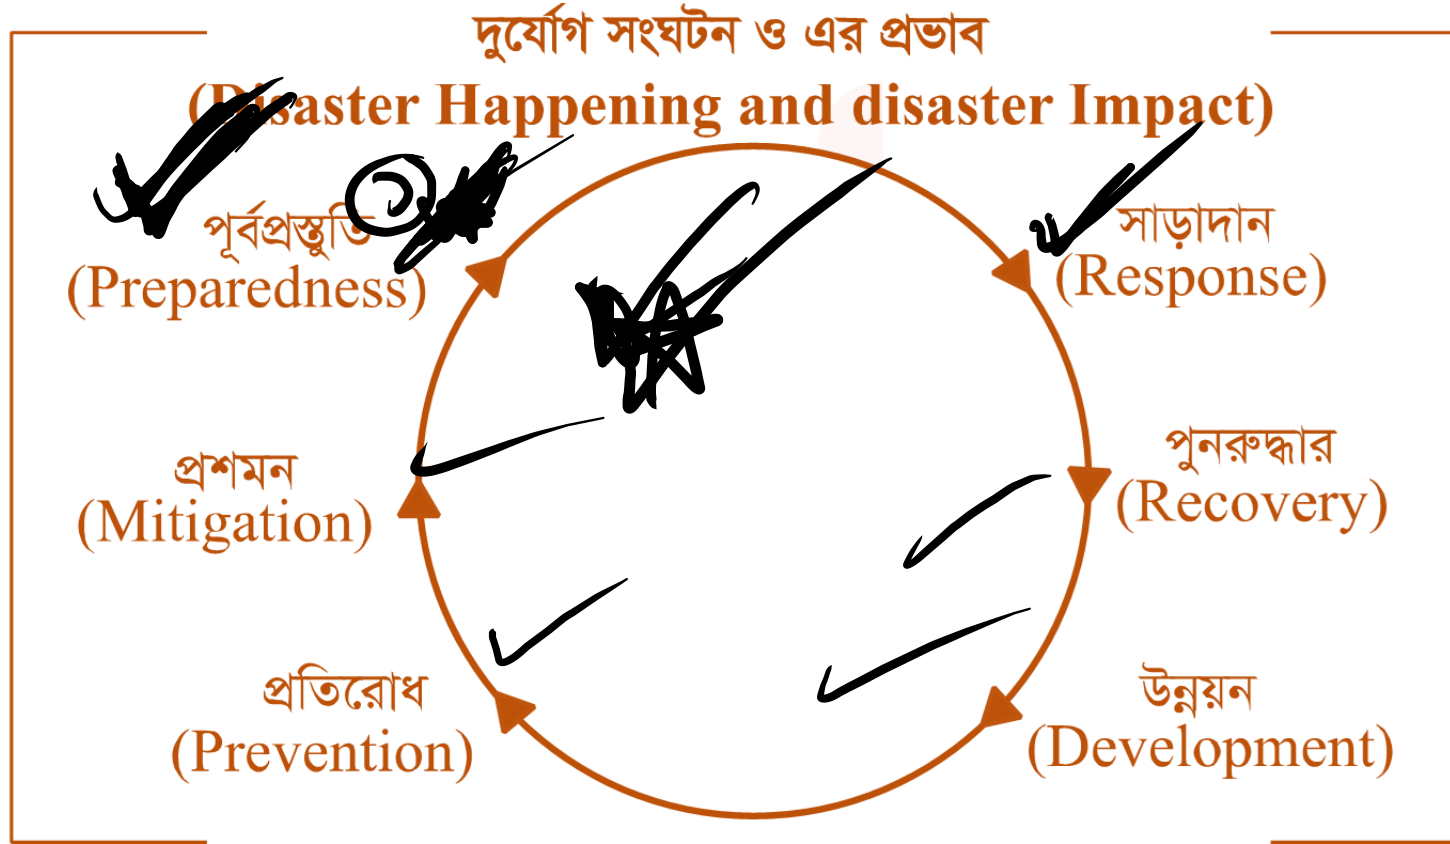 দুর্যোগ সংঘটন ও এর প্রভাব
(Disaster Happening and disaster Impact)
পূর্বপ্রস্তুতি
(Preparedness)
১
সাড়াদান
(Response)
প্রশমন
(Mitigation)
পুনরুদ্ধার
(Recovery)
প্রতিরোধ
(Prevention)
উন্নয়ন
(Development)